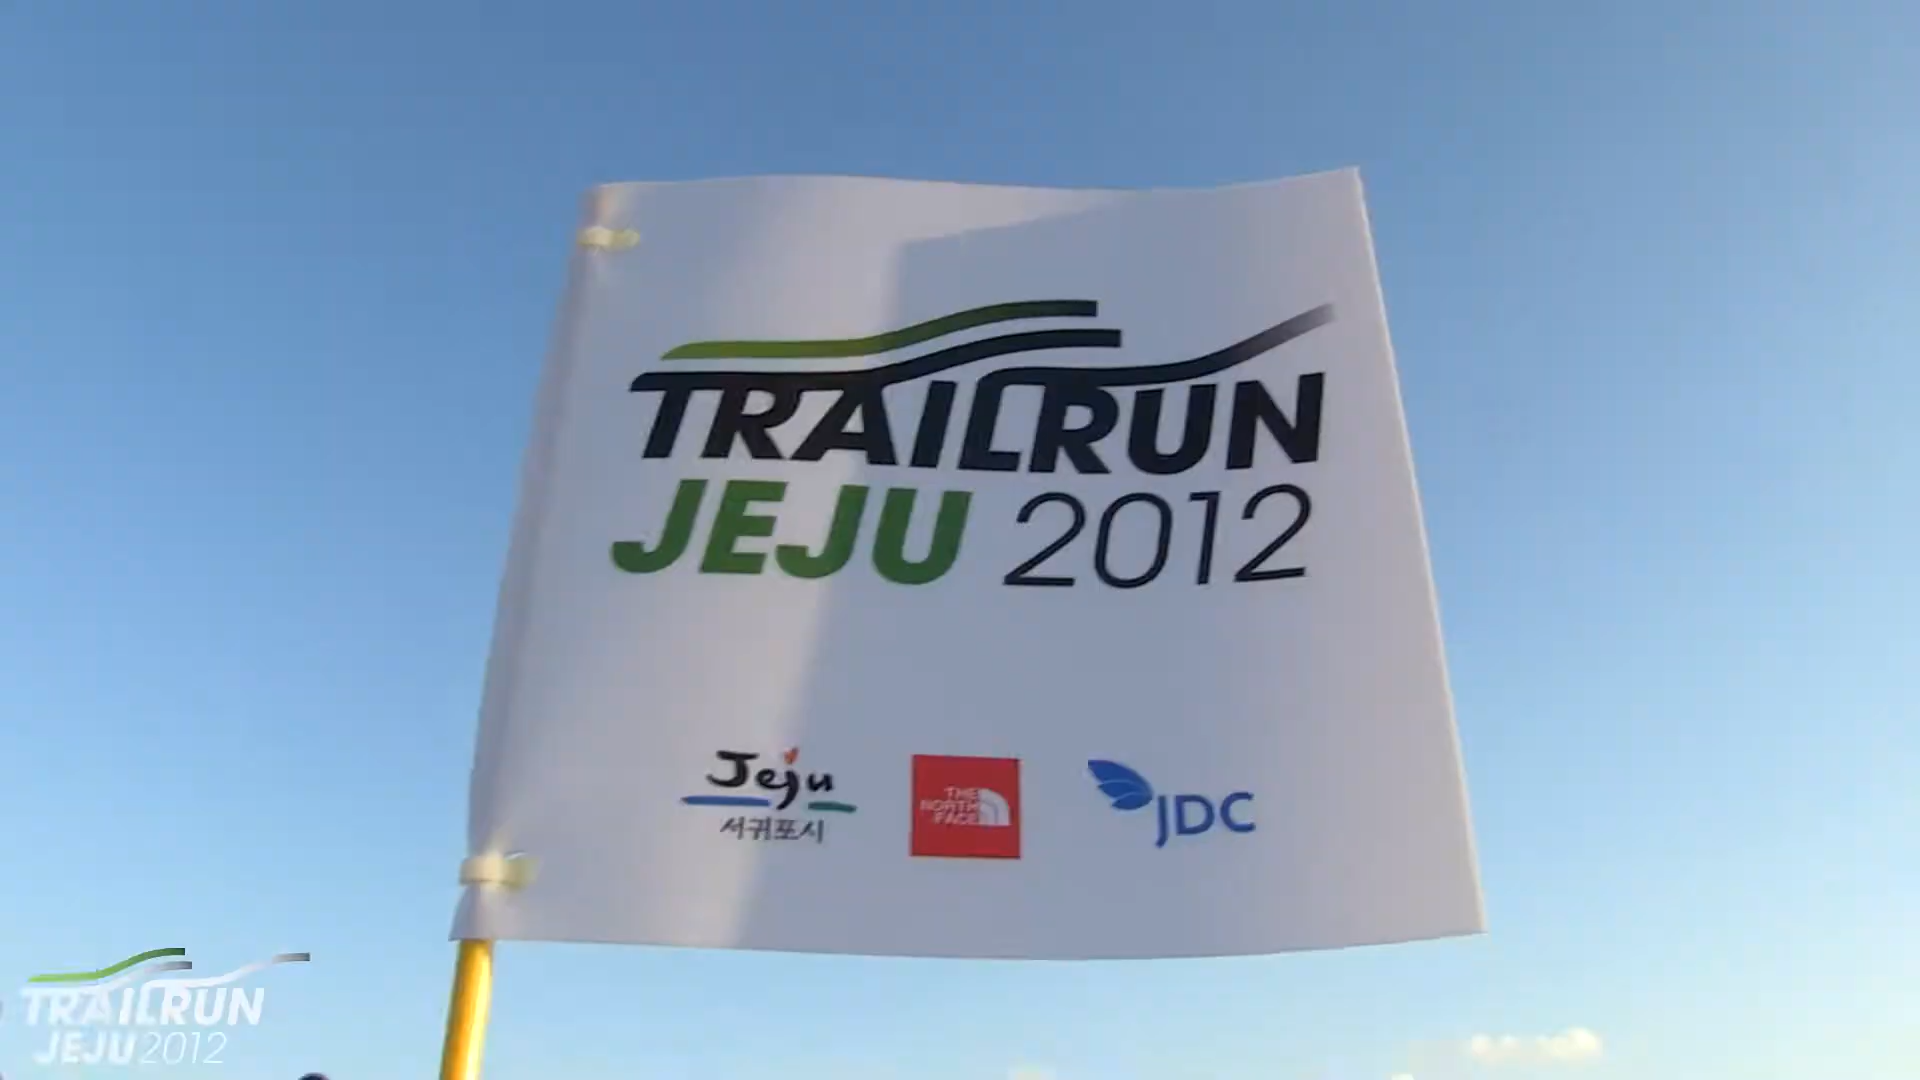 TRAILRUN
JEJU 2012
Jeju
서귀포시
THE
NORTH
FACE
JDC
TRAILRUN
JEJU 2012